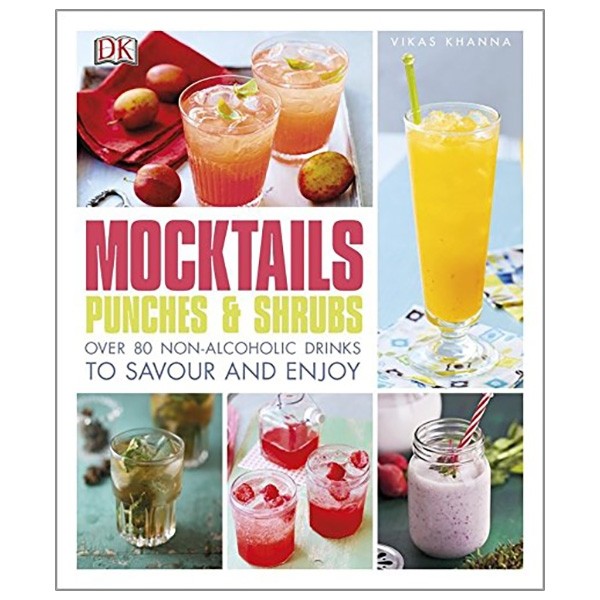 DK
VIKAS KHANNA
MOCKTAILS
PUNCHES & SHRUBS
OVER 80 NON-ALCOHOLIC DRINKS
TO SAVOUR AND ENJOY